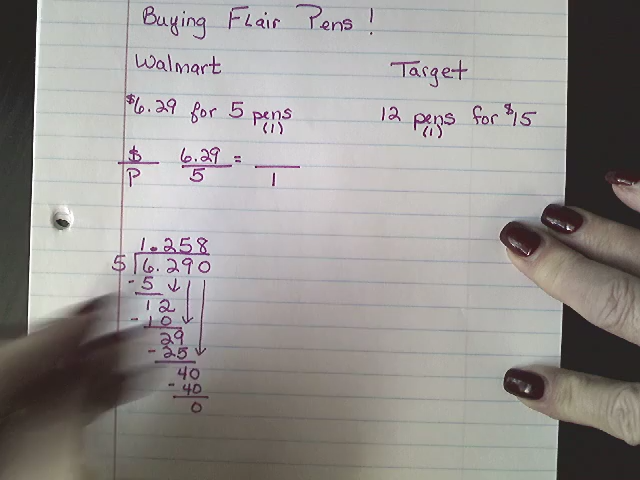 Buying Flair Pens!
Walmart
Target
$6.29 for 5 pens
(1)
12 pens for $15
(1)
$ 6.29 =
P 5 1
1.258
5 6.290
-5
12
-10
29
-25
40
-40
0